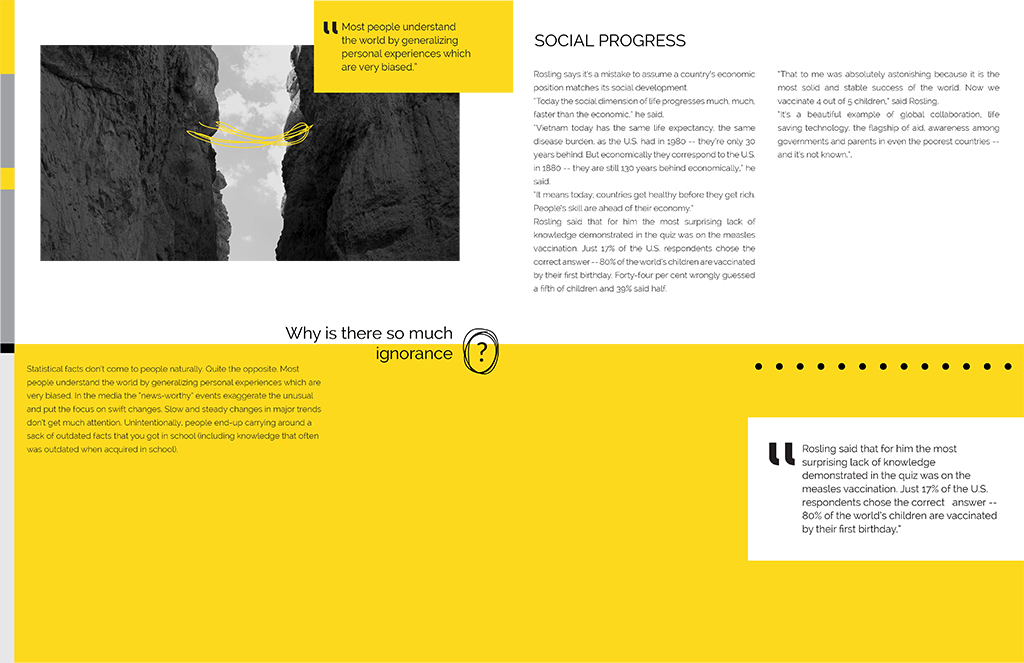 Most people understand
the world by generalizing
personal experiences which
are very biased."
Why is there so much
ignorance
?
Statistical facts don't come to people naturally. Quite the opposite. Most
people understand the world by generalizing personal experiences which are
very biased. In the media the "news-worthy" events exaggerate the unusual
and put the focus on swift changes. Slow and steady changes in major trends
don't get much attention. Unintentionally, people end-up carrying around a
sack of outdated facts that you got in school (including knowledge that often
was outdated when acquired in school).
SOCIAL PROGRESS
Rosling says it's a mistake to assume a country's economic
position matches its social development.
"Today the social dimension of life progresses much, much,
faster than the economic," he said.
"Vietnam today has the same life expectancy, the same
disease burden, as the U.S. had in 1980 -- they're only 30
years behind. But economically they correspond to the U.S.
in 1880 -- they are still 130 years behind economically," he
said.
"It means today, countries get healthy before they get rich.
People's skill are ahead of their economy."
Rosling said that for him the most surprising lack of
knowledge demonstrated in the quiz was on the measles
vaccination. Just 17% of the U.S. respondents chose the
correct answer -- 80% of the world's children are vaccinated
by their first birthday. Forty-four per cent wrongly guessed
a fifth of children and 39% said half.
"That to me was absolutely astonishing because it is the
most solid and stable success of the world. Now we
vaccinate 4 out of 5 children," said Rosling.
"It's a beautiful example of global collaboration, life
saving technology, the flagship of aid, awareness among
governments and parents in even the poorest countries --
and it's not known.".
Rosling said that for him the most
surprising lack of knowledge
demonstrated in the quiz was on the
measles vaccination. Just 17% of the U.S.
respondents chose the correct answer --
80% of the world's children are vaccinated
by their first birthday."